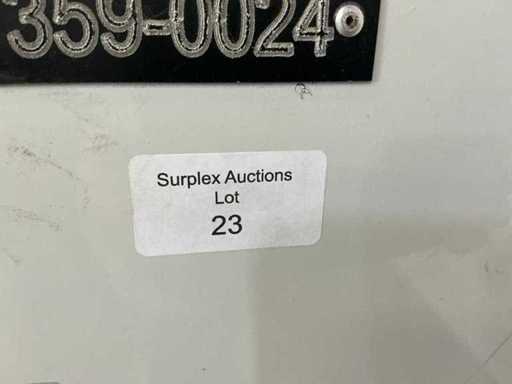 359-0024
Surplex Auctions
Lot
23